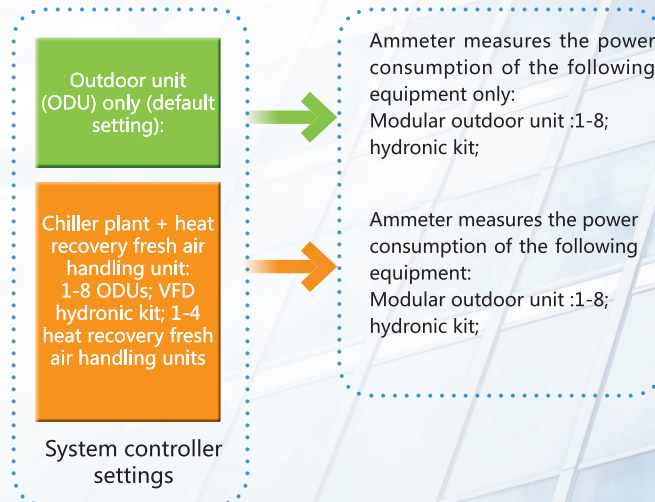 Outdoor unit
(ODU) only (default
setting):
Ammeter measures the power
consumption of the following
equipment only:
Modular outdoor unit :1-8;
hydronic kit;
Chiller plant + heat
recovery fresh air
handling unit:
1-8 ODUs; VFD
hydronic kit; 1-4
heat recovery fresh
air handling units
Ammeter measures the power
consumption of the following
equipment:
Modular outdoor unit :1-8;
hydronic kit;
System controller
settings